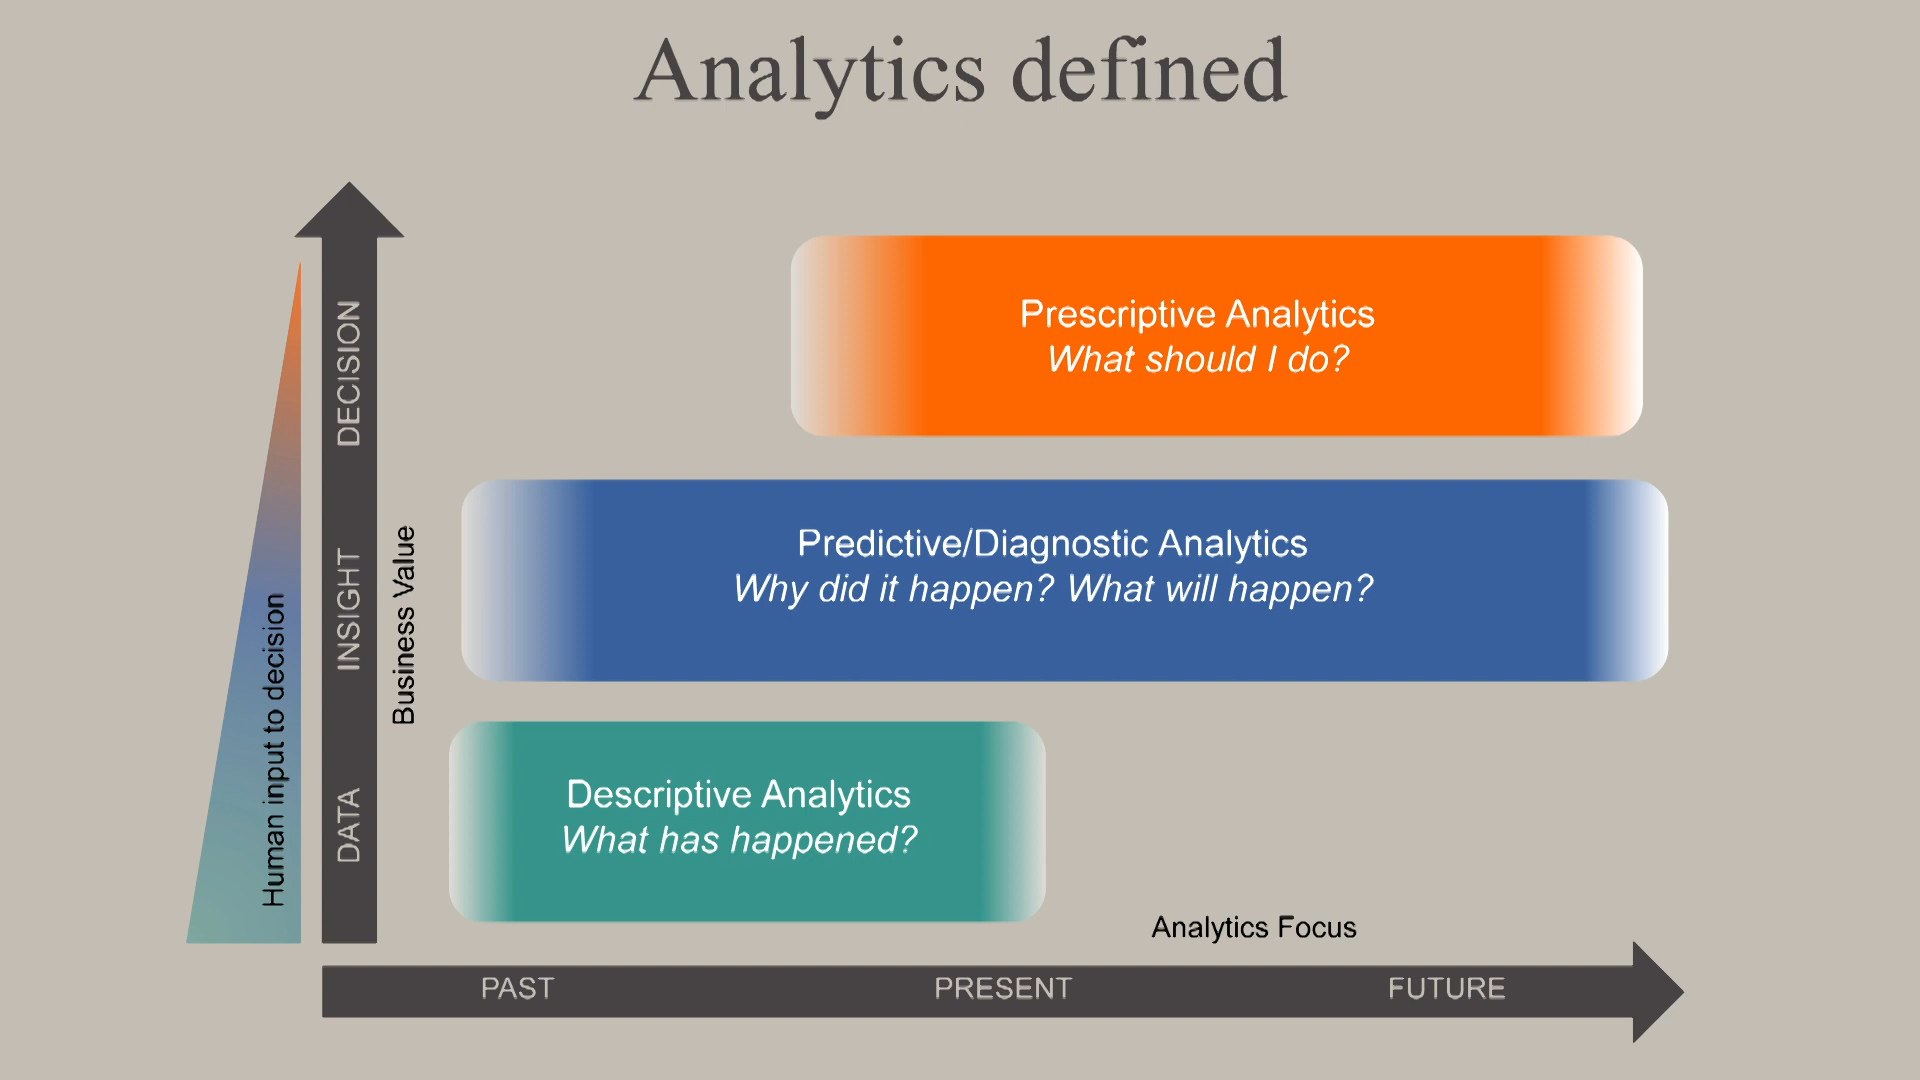 Analytics defined
DECISION
INSIGHT
DATA
Human input to decision
Business Value
Prescriptive Analytics
What should I do?
Predictive/Diagnostic Analytics
Why did it happen? What will happen?
Descriptive Analytics
What has happened?
Analytics Focus
PAST
PRESENT
FUTURE